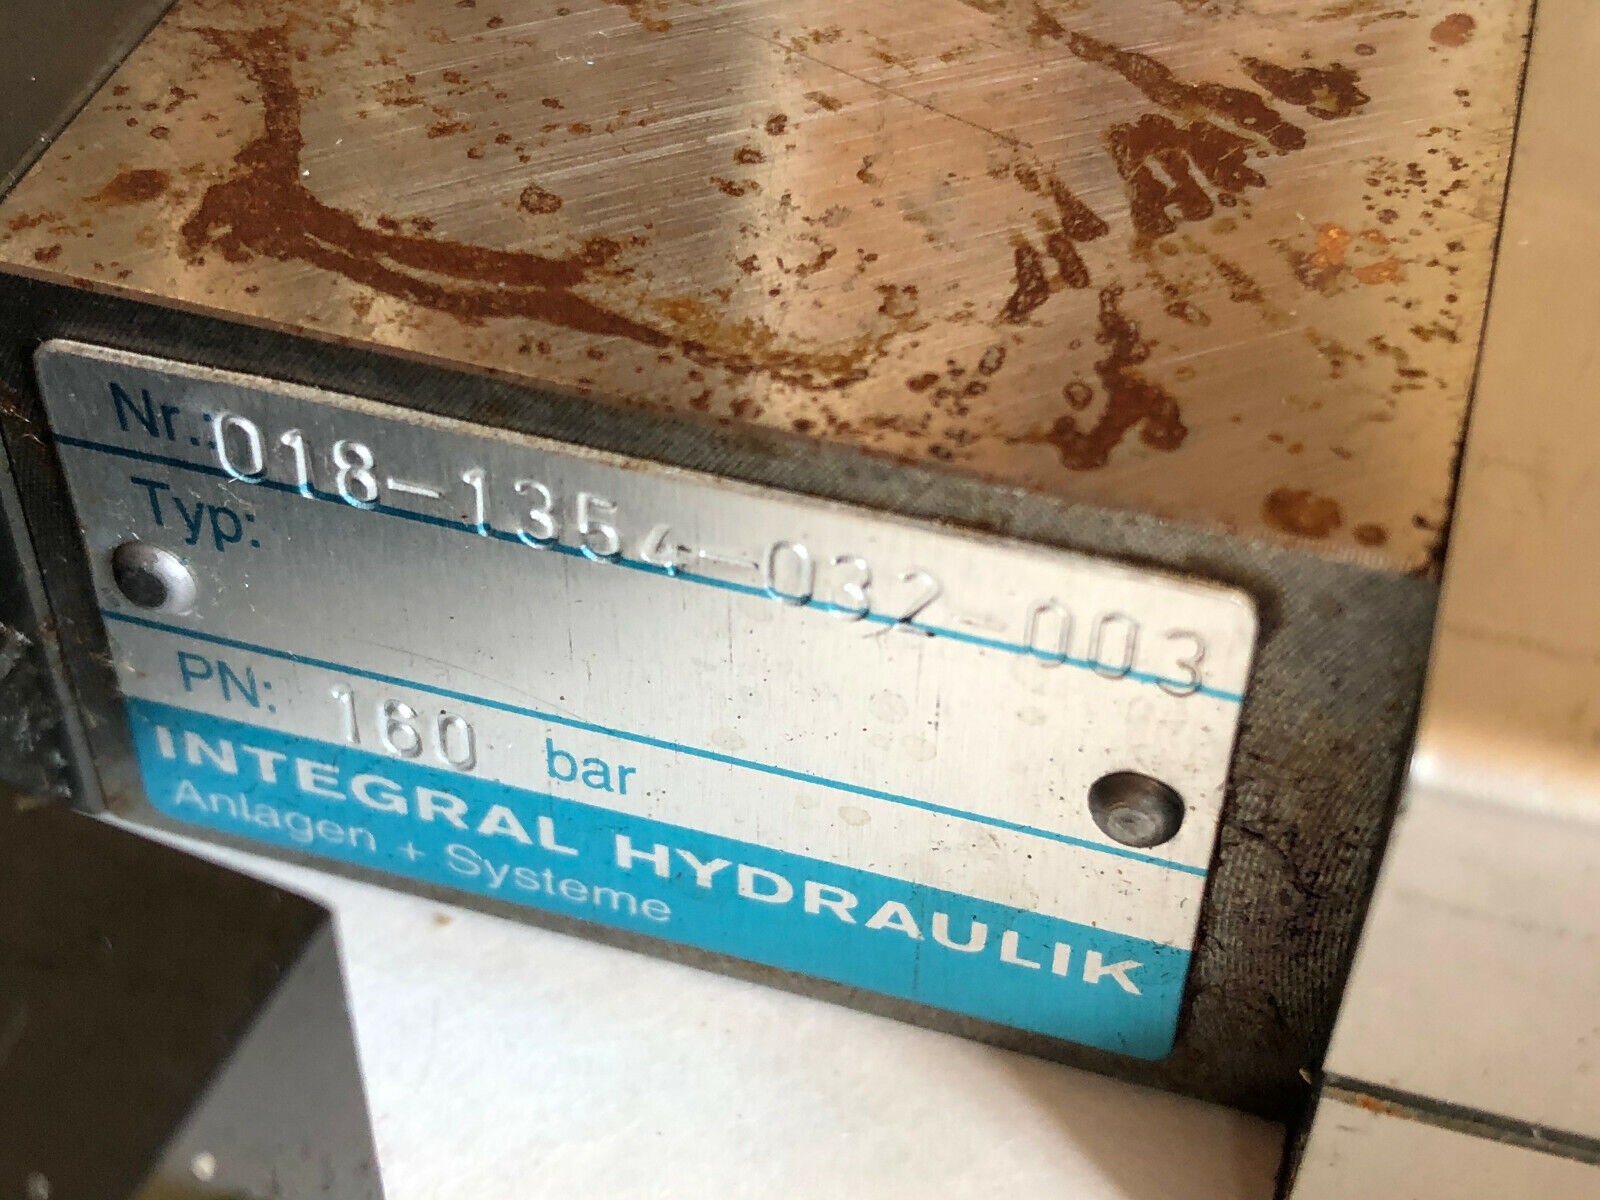 Nr.: 018-1354-032-003
Typ:
PN: 160 bar
INTEGRAL HYDRAULIK
Anlagen + Systeme